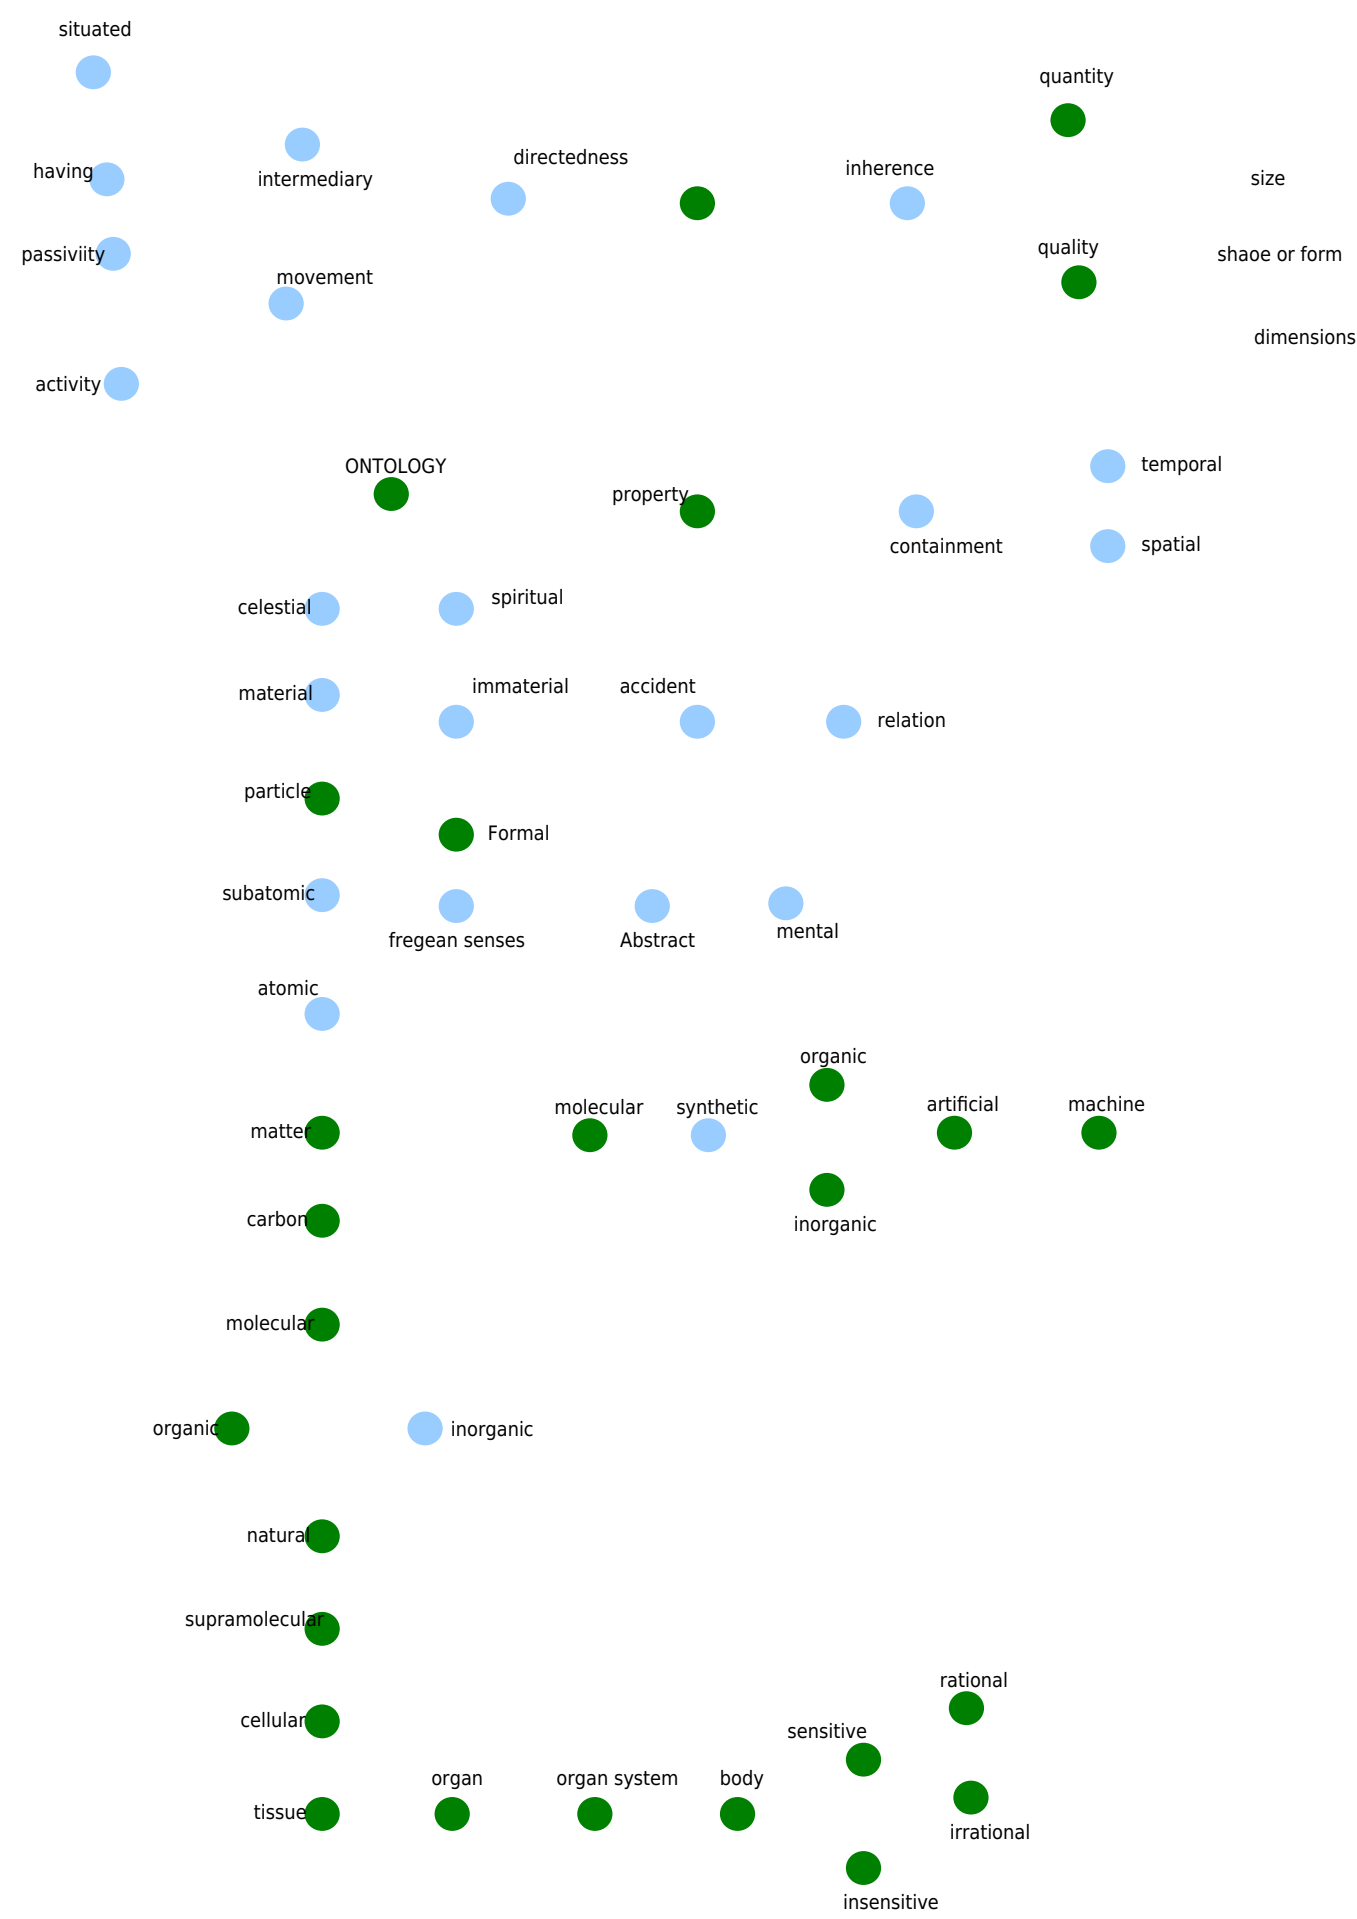 situated
quantity
directedness
inherence
having
intermediary
size
quality
passiviity
shaoe or form
movement
dimensions
activity
ONTOLOGY
temporal
property
containment
spatial
celestial
spiritual
material
immaterial
accident
relation
particle
Formal
subatomic
fregean senses
Abstract
mental
atomic
organic
molecular
synthetic
artificial
machine
matter
carbon
inorganic
molecular
organic
inorganic
natural
supramolecular
rational
cellular
sensitive
organ
organ system
body
tissue
irrational
insensitive